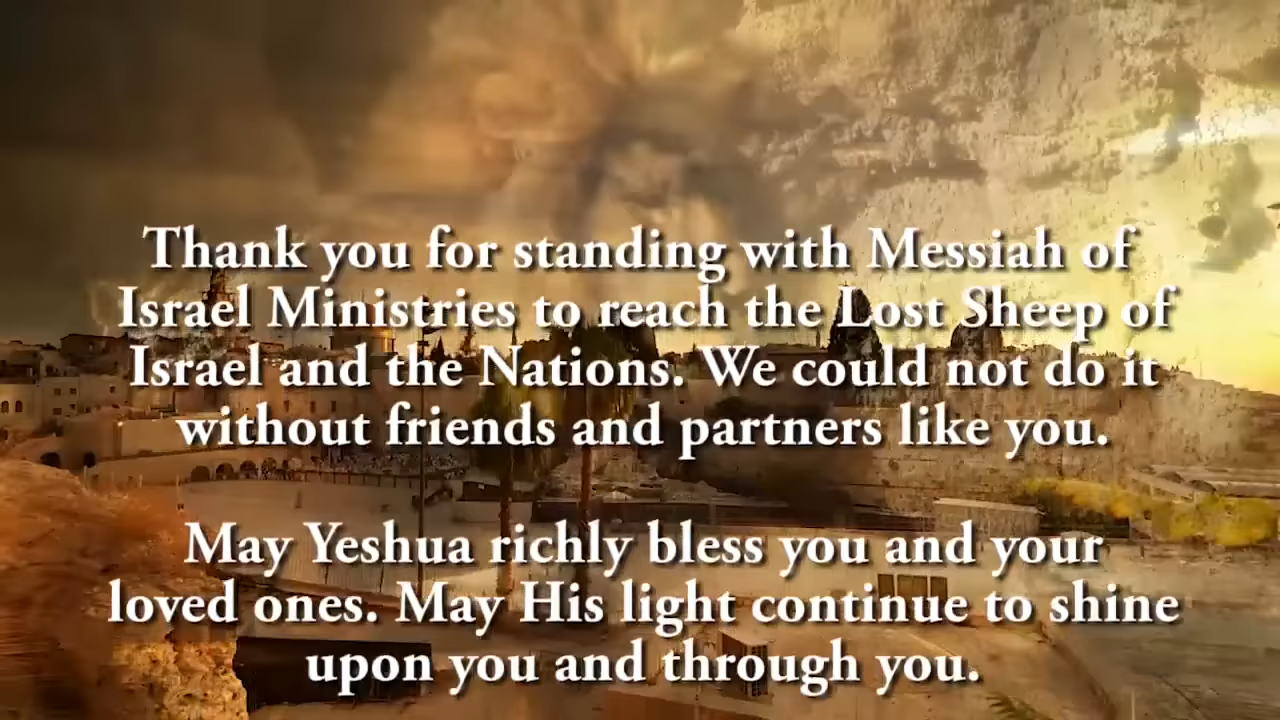 Thank you for standing with Messiah of
Israel Ministries to reach the Lost Sheep of
Israel and the Nations. We could not do it
without friends and partners like you.
May Yeshua richly bless you and your
loved ones. May His light continue to shine
upon you and through you.